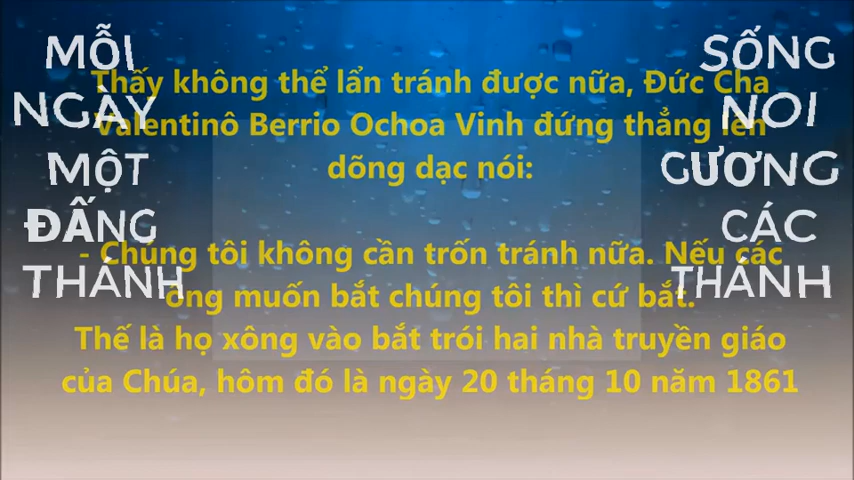 MỖI
NGÀY
MỘT
ĐẤNG
THÁNH
SỐNG
NOI
GƯƠNG
CÁC
THÁNH
Thấy không thể lẩn tránh được nữa, Đức Cha
Valentinô Berrio Ochoa Vinh đứng thẳng lên
dõng dạc nói:
- Chúng tôi không cần trốn tránh nữa. Nếu các
ông muốn bắt chúng tôi thì cứ bắt.
Thế là họ xông vào bắt trói hai nhà truyền giáo
của Chúa, hôm đó là ngày 20 tháng 10 năm 1861